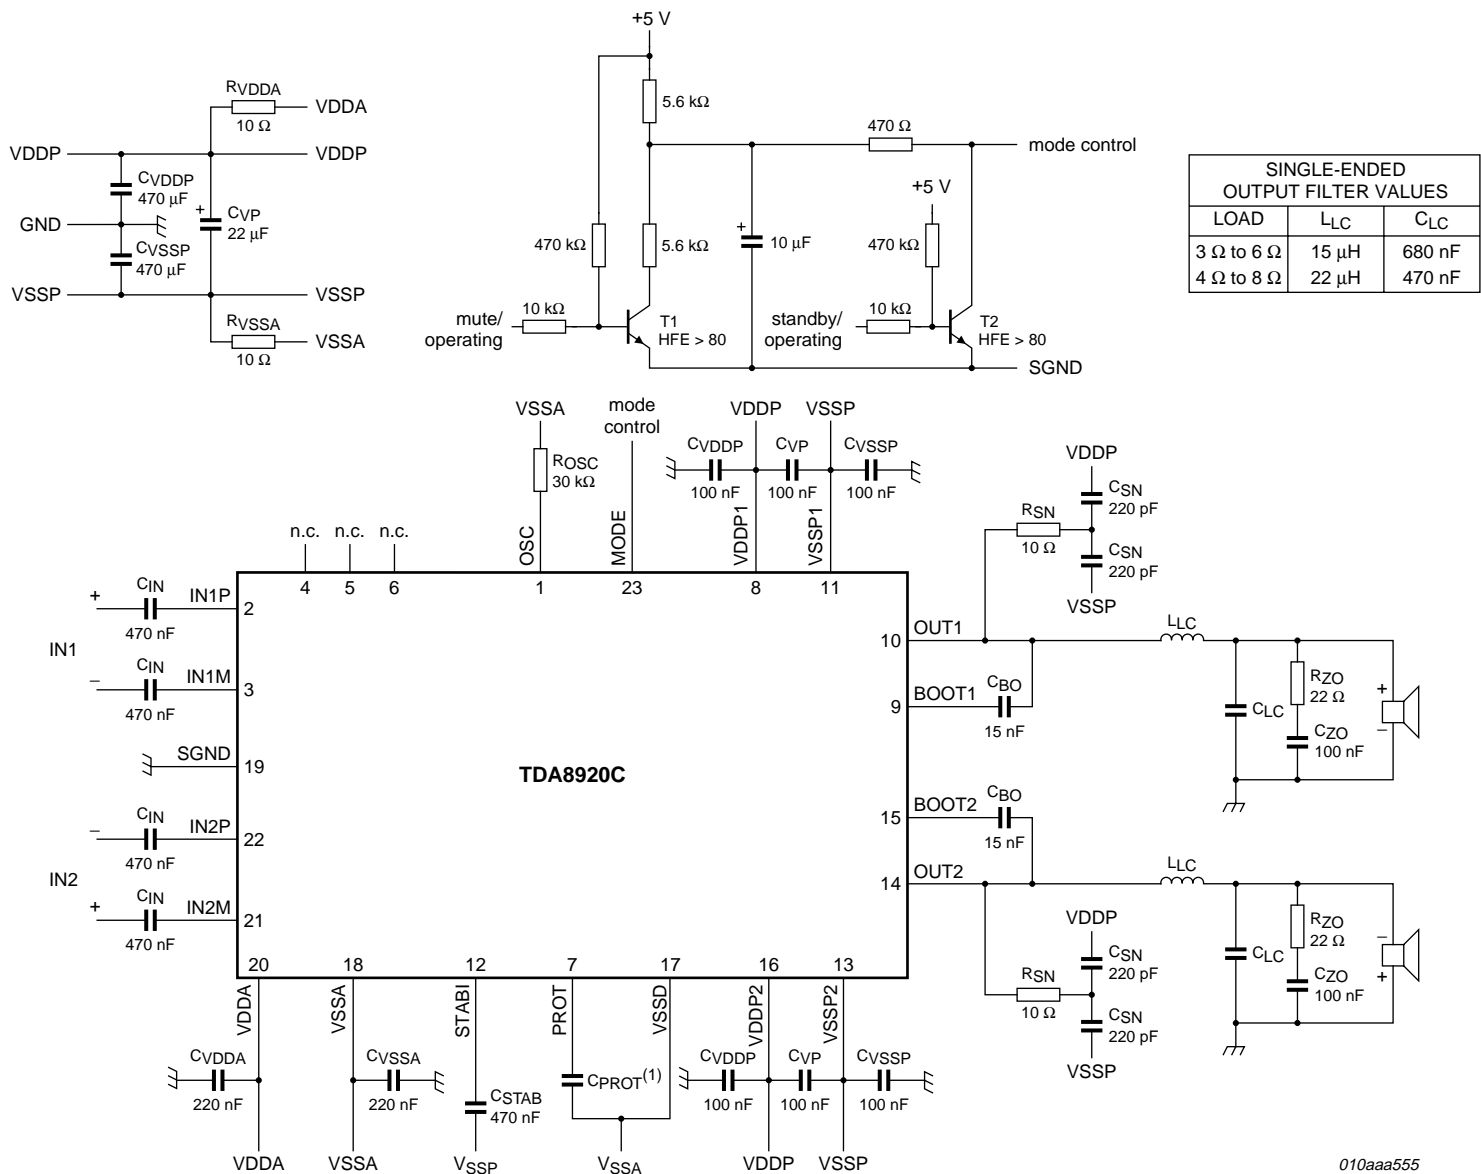 +5 V
RVDDA
VDDA
10 Ω
5.6 kΩ
470 Ω
VDDP
VDDP
mode control
CVDDP
470 μF
+
CVP
22 μF
GND
CVSSP
470 μF
VSSP
VSSP
RVSSA
VSSA
10 Ω
+5 V
470 kΩ
5.6 kΩ
+
10 μF
470 kΩ
mute/
operating
10 kΩ
T1
HFE > 80
standby/
operating
10 kΩ
T2
HFE > 80
SGND
SINGLE-ENDED
OUTPUT FILTER VALUES
LOAD LLC CLC
3 Ω to 6 Ω 15 μH 680 nF
4 Ω to 8 Ω 22 μH 470 nF
VSSA
mode
control
VDDP
VSSP
ROSC
30 kΩ
CVDDP
100 nF
CVP
100 nF
CVSSP
100 nF
VDDP
CSN
220 pF
RSN
10 Ω
CSN
220 pF
VSSP
n.c.
n.c.
n.c.
OSC
MODE
VDDP1
VSSP1
4
5
6
1
23
8
11
+
CIN
IN1P
2
470 nF
IN1
−
CIN
IN1M
3
470 nF
SGND
19
−
CIN
IN2P
22
470 nF
IN2
+
CIN
IN2M
21
470 nF
TDA8920C
10
OUT1
LLC
9
BOOT1
CBO
15 nF
CLC
RZO
22 Ω
CZO
100 nF
+
−
15
BOOT2
CBO
15 nF
14
OUT2
LLC
VDDP
CSN
220 pF
RSN
10 Ω
CSN
220 pF
VSSP
CLC
RZO
22 Ω
CZO
100 nF
−
+
20
18
12
7
17
16
13
VDDA
VSSA
STABI
PROT
VSSD
VDDP2
VSSP2
CVDDA
220 nF
CVSSA
220 nF
CSTAB
470 nF
CPROT(1)
CVDDP
100 nF
CVP
100 nF
CVSSP
100 nF
VDDA
VSSA
VSSP
VSSA
VDDP
VSSP
010aaa555